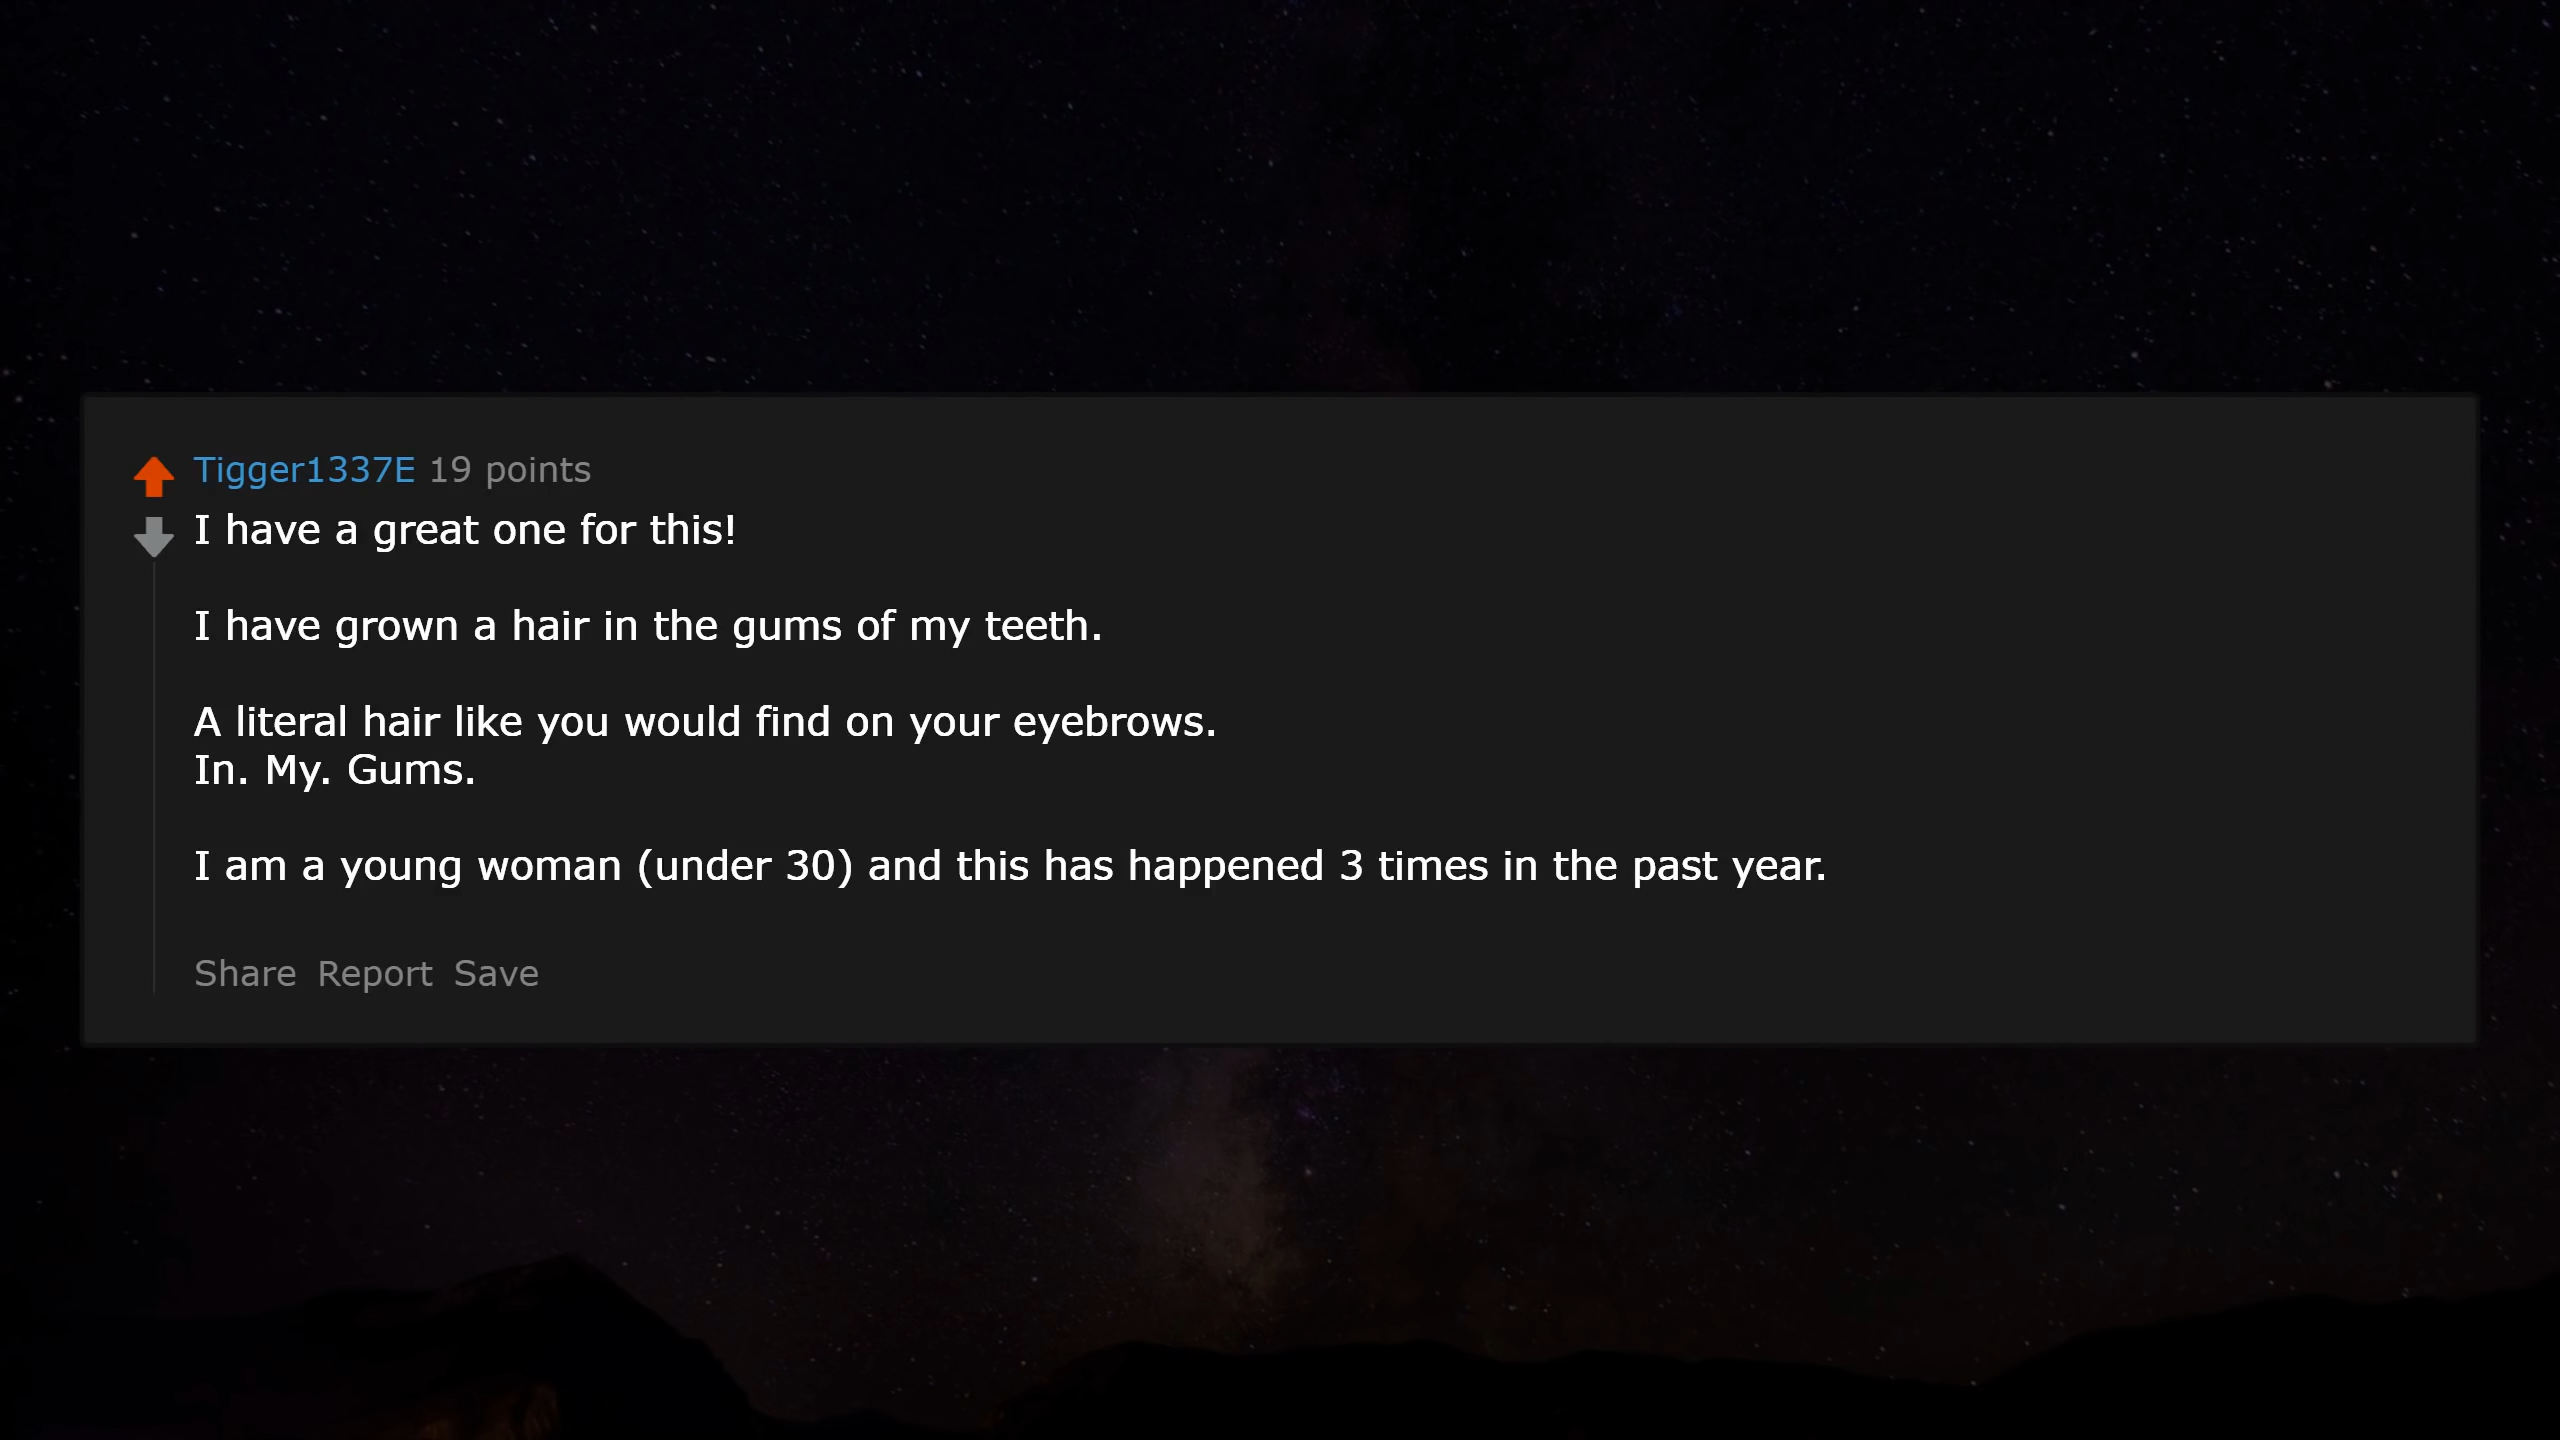 Tigger1337E 19 points
I have a great one for this!
I have grown a hair in the gums of my teeth.
A literal hair like you would find on your eyebrows.
In. My. Gums.
I am a young woman (under 30) and this has happened 3 times in the past year.
Share Report Save